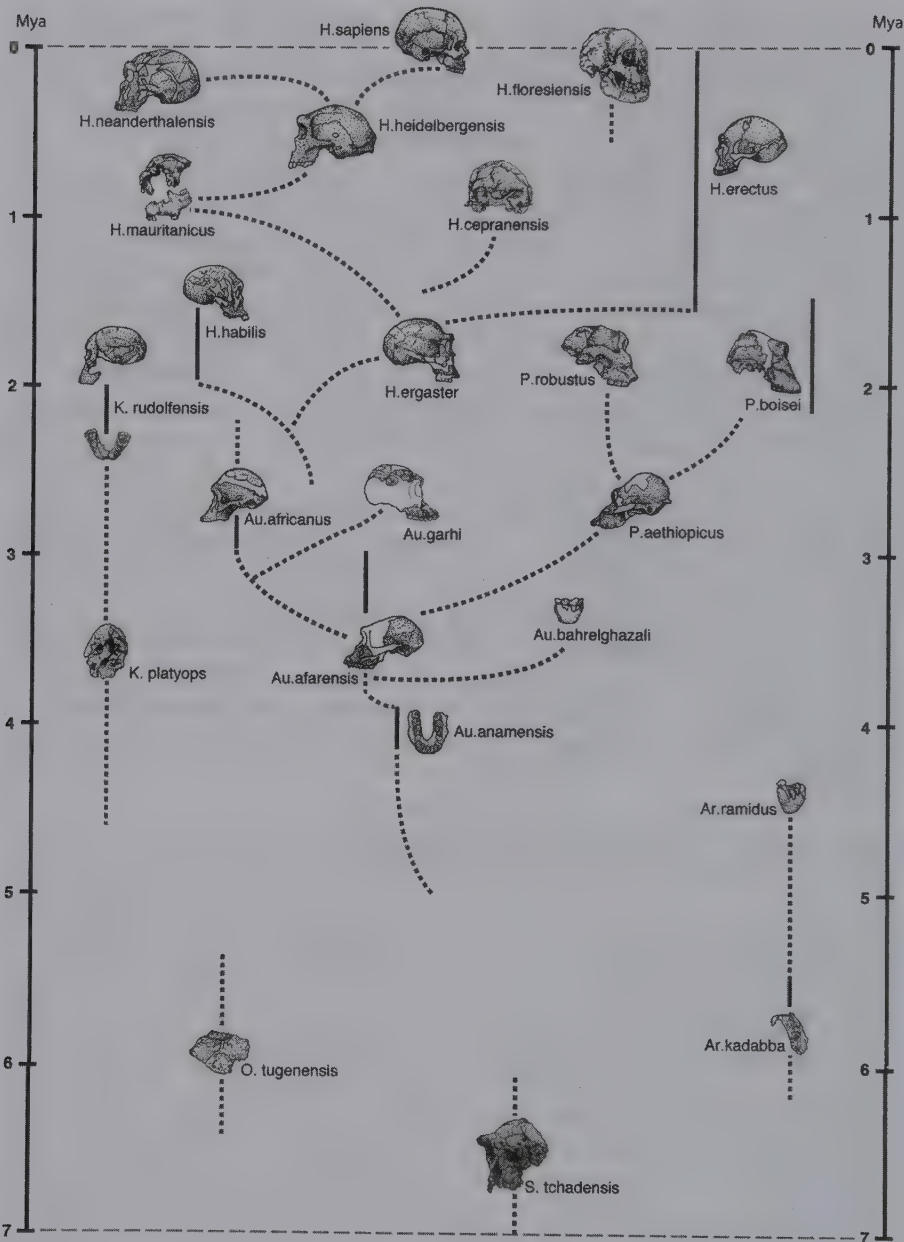 Mya
Mya
H.sapiens
0
0
H.floresiensis
H.neanderthalensis
H.heidelbergensis
H.erectus
1
1
H.mauritanicus
H.cepranensis
H.habilis
2
2
H.ergaster
P.robustus
P.boisei
K. rudolfensis
Au.africanus
Au.garhi
P.aethiopicus
3
3
Au.bahrelghazali
K. platyops
Au.afarensis
4
4
Au.anamensis
Ar.ramidus
5
5
Ar.kadabba
6
6
O. tugenensis
S. tchadensis
7
7